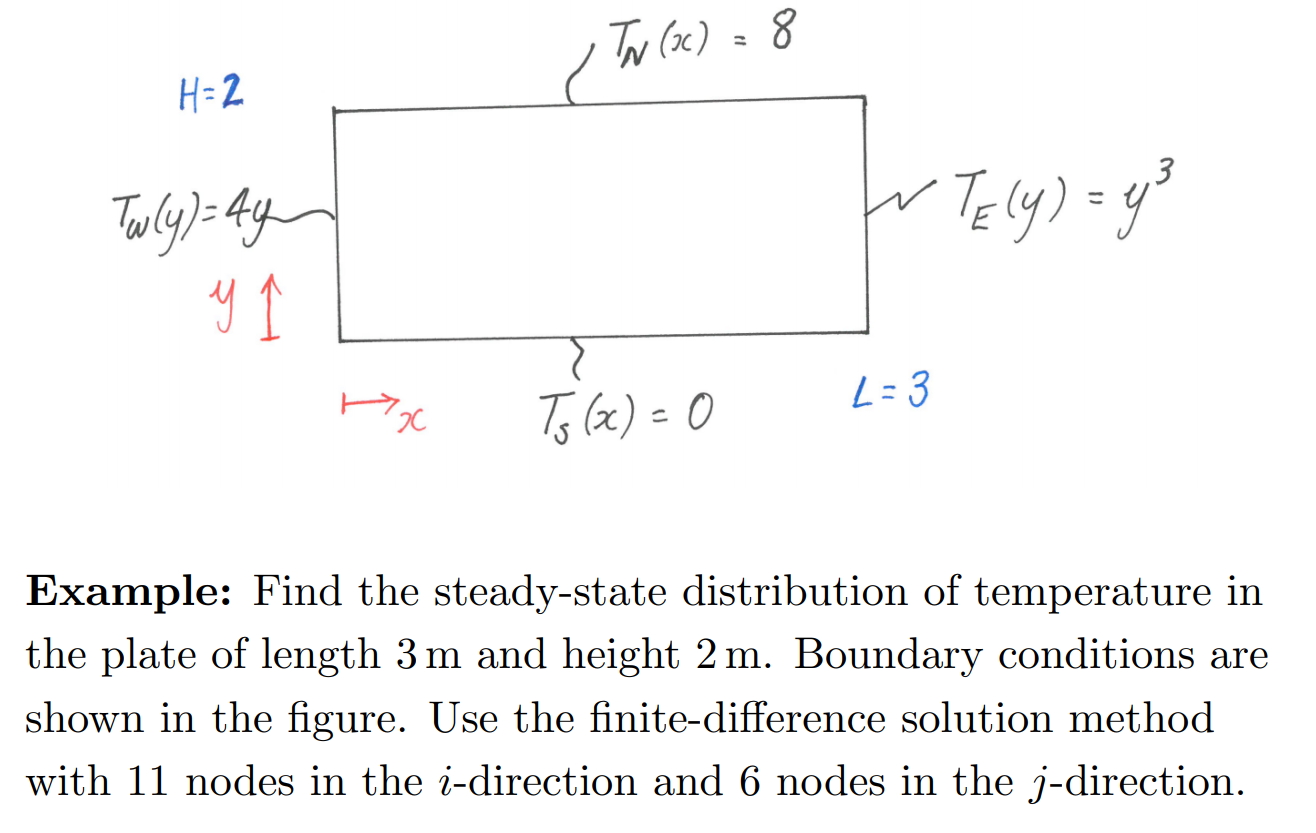 T_N(x) = 8
H=2
T_W(y)=4y
T_E(y) = y³
y
x
T_S(x) = 0
L=3
Example: Find the steady-state distribution of temperature in
the plate of length 3 m and height 2 m. Boundary conditions are
shown in the figure. Use the finite-difference solution method
with 11 nodes in the i-direction and 6 nodes in the j-direction.